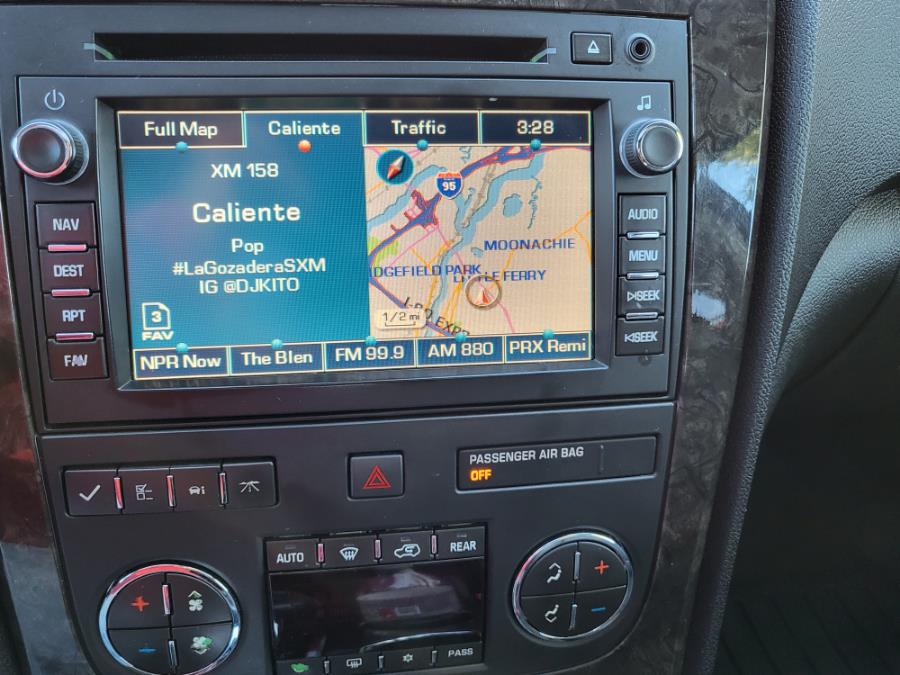 Full Map
Caliente
Traffic
3:28
XM 158
Caliente
Pop
#LaGozaderaSXM
IG @DJKITO
3
FAV
95
MOONACHIE
DGEFIELD PARK
LITTLE FERRY
1/2 mi
NPR Now
The Blen
FM 99.9
AM 880
PRX Remi
NAV
DEST
RPT
FAV
AUDIO
MENU
SEEK
SEEK
PASSENGER AIR BAG
OFF
AUTO
REAR
PASS